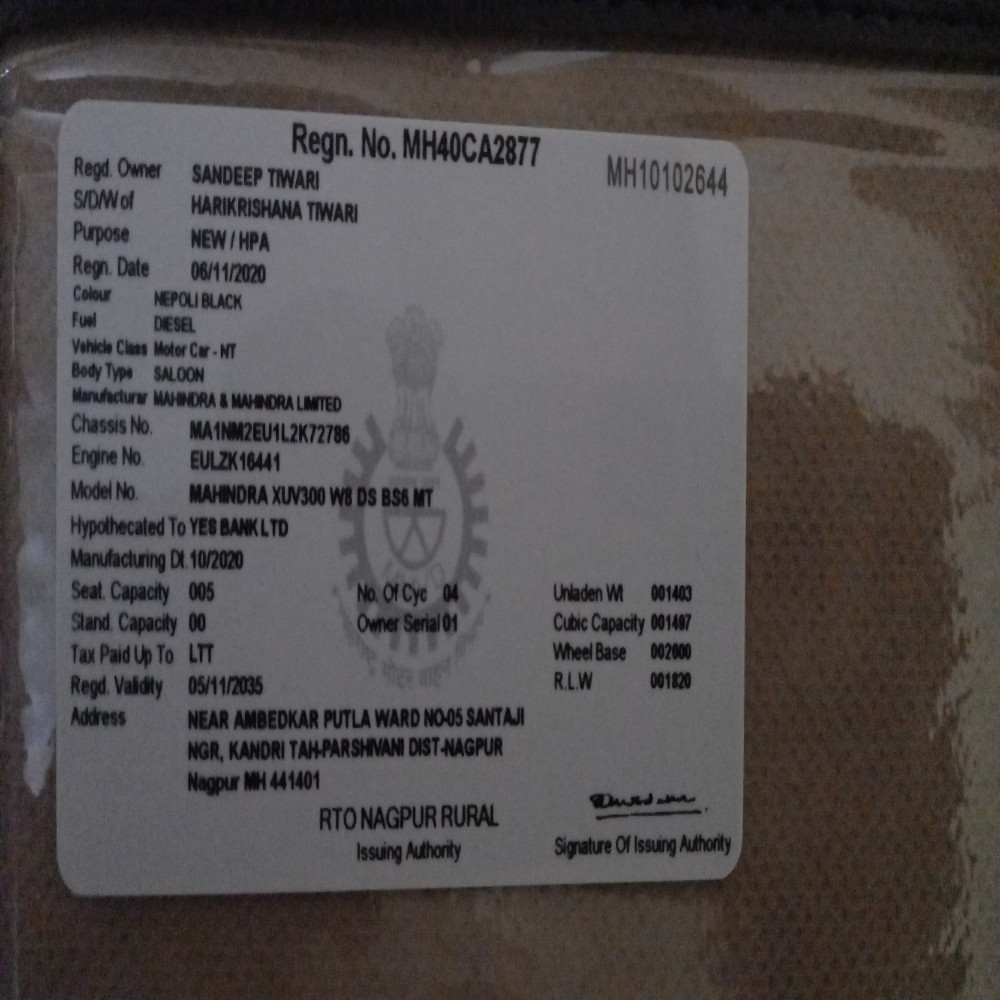 Regn. No. MH40CA2877
MH10102644
Regd. Owner SANDEEP TIWARI
S/D/W of HARIKRISHANA TIWARI
Purpose NEW / HPA
Regn. Date 06/11/2020
Colour NEPOLI BLACK
Fuel DIESEL
Vehicle Class Motor Car - NT
Body Type SALOON
Manufacturar MAHINDRA & MAHINDRA LIMITED
Chassis No. MA1NM2EU1L2K72786
Engine No. EULZK16441
Model No. MAHINDRA XUV300 W8 DS BS6 MT
Hypothecated To YES BANK LTD
Manufacturing Dt. 10/2020
Seat. Capacity 005 No. Of Cyc 04 Unladen Wt 001403
Stand. Capacity 00 Owner Serial 01 Cubic Capacity 001497
Tax Paid Up To LTT Wheel Base 002600
Regd. Validity 05/11/2035 R.L.W 001820
Address NEAR AMBEDKAR PUTLA WARD NO-05 SANTAJI
NGR, KANDRI TAH-PARSHIVANI DIST-NAGPUR
Nagpur MH 441401
RTO NAGPUR RURAL
Issuing Authority Signature Of Issuing Authority